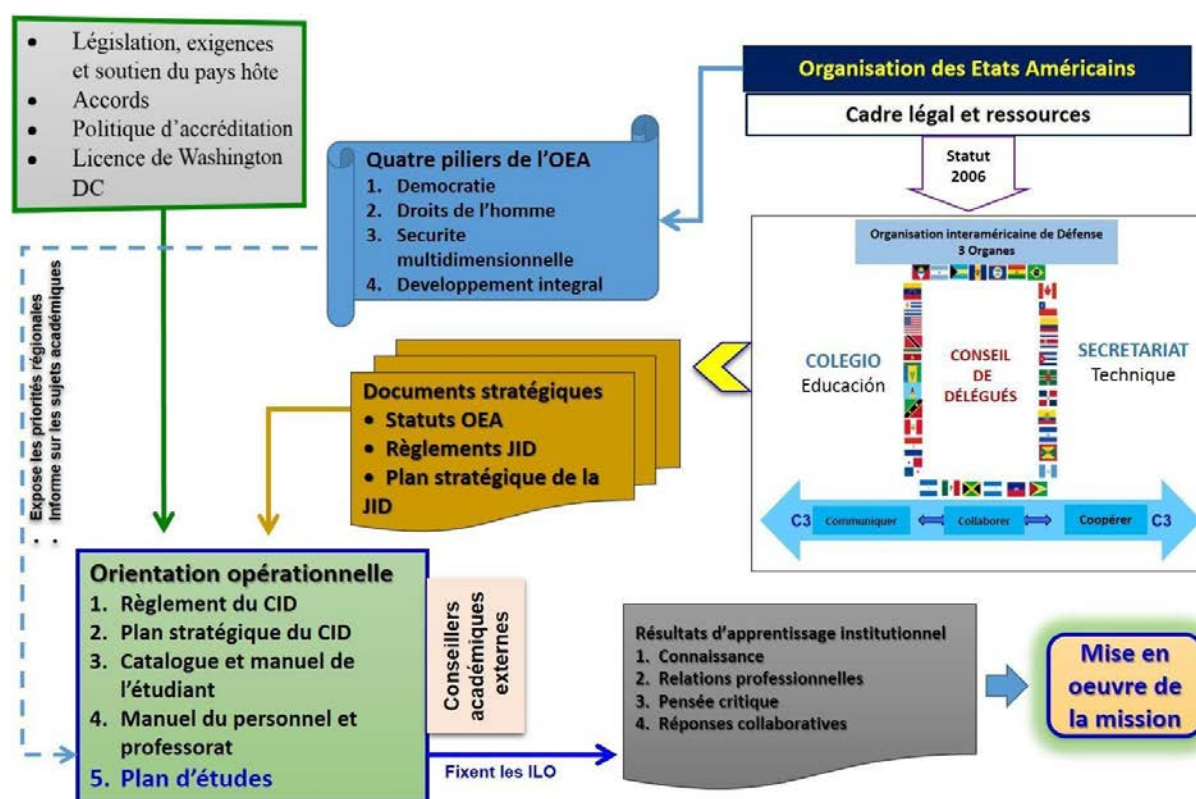 • Législation, exigences
et soutien du pays hôte
• Accords
• Politique d’accréditation
• Licence de Washington
DC
Organisation des Etats Américains
Cadre légal et ressources
Statut
2006
Quatre piliers de l’OEA
1. Democratie
2. Droits de l’homme
3. Securite
multidimensionnelle
4. Developpement integral
Organisation interaméricaine de Défense
3 Organes
COLEGIO
Educación
CONSEIL
DE
DÉLÉGUÉS
SECRETARIAT
Technique
C3
Communiquer
Collaborer
Coopérer
C3
Documents stratégiques
• Statuts OEA
• Règlements JID
• Plan stratégique de la
JID
• Expose les priorités régionales
• Informe sur les sujets académiques
Orientation opérationnelle
1. Règlement du CID
2. Plan stratégique du CID
3. Catalogue et manuel de
l’étudiant
4. Manuel du personnel et
professorat
5. Plan d’études
Conseillers
académiques
externes
Fixent les ILO
Résultats d’apprentissage institutionnel
1. Connaissance
2. Relations professionnelles
3. Pensée critique
4. Réponses collaboratives
Mise en
oeuvre de
la mission